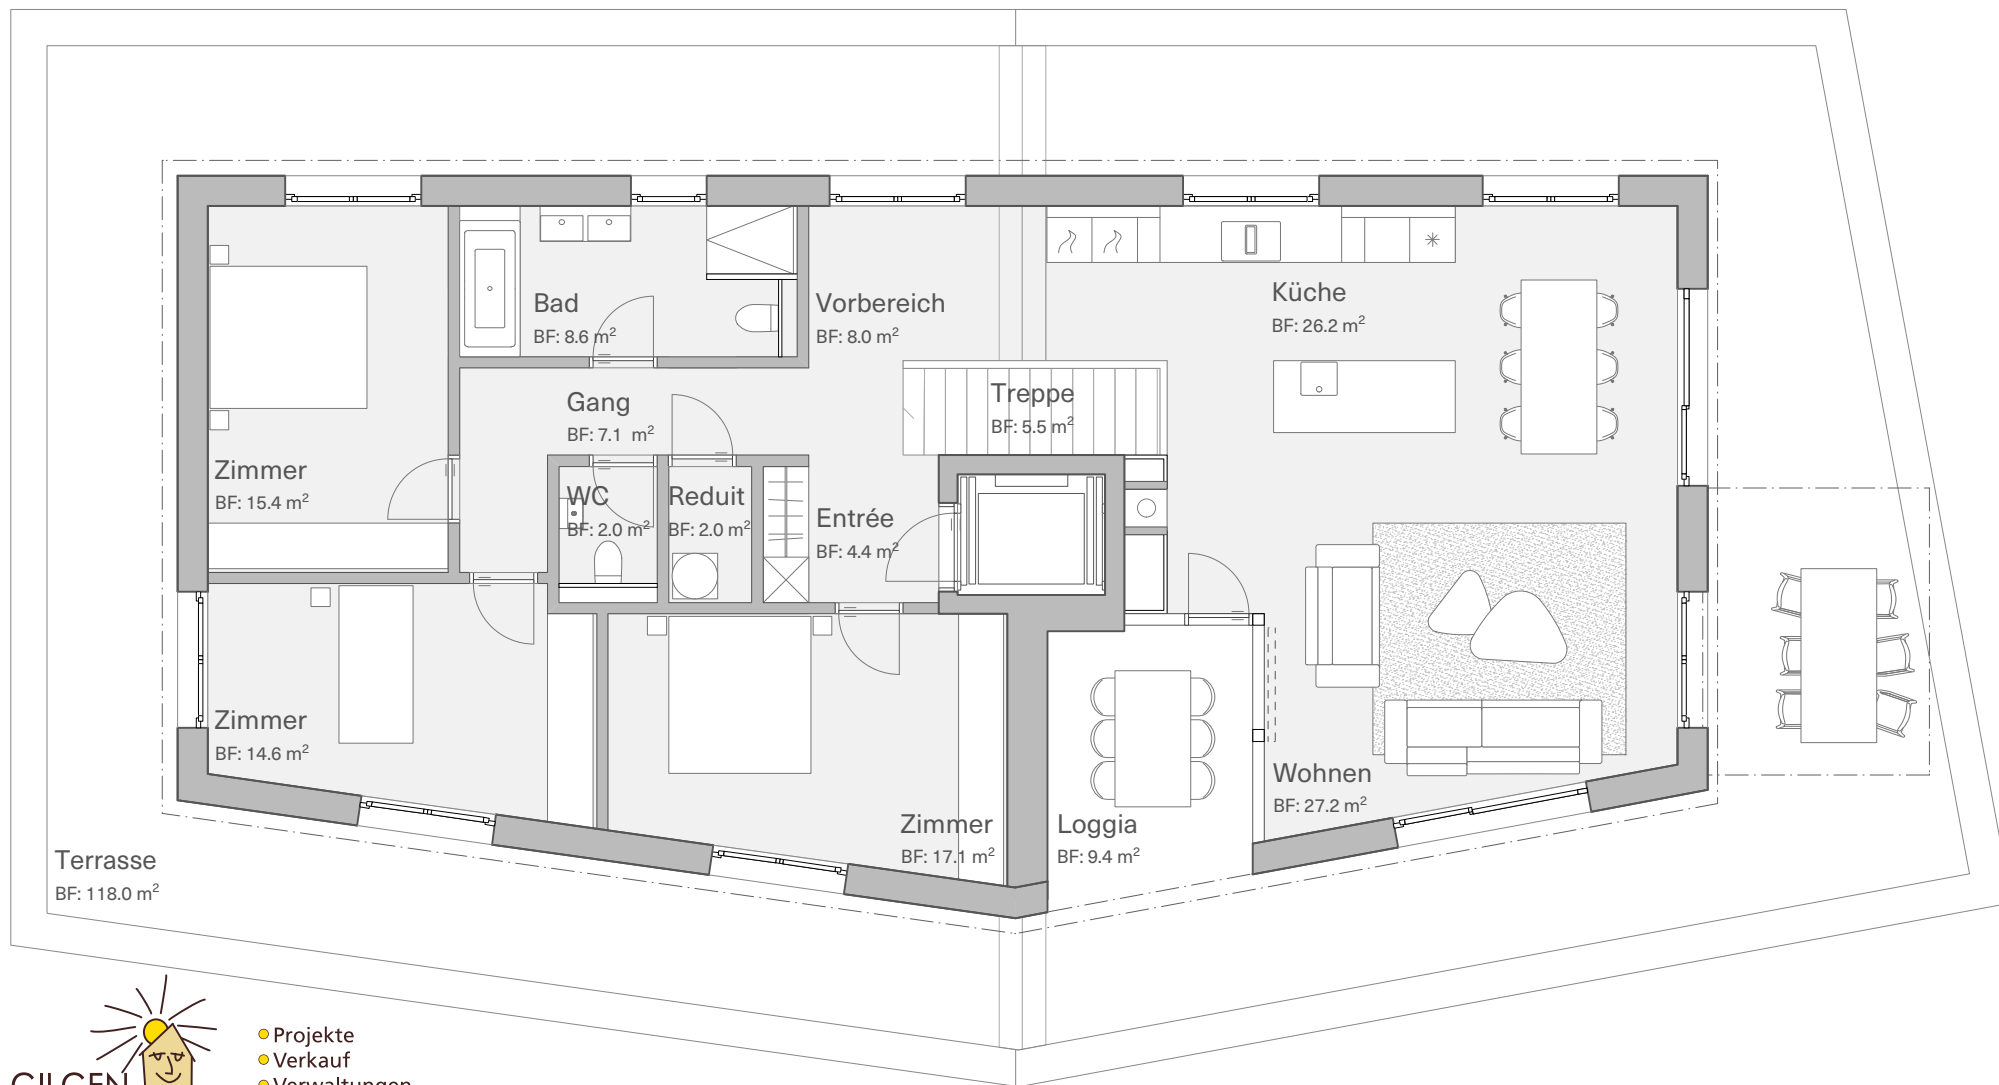 Bad
BF: 8.6 m²
Vorbereich
BF: 8.0 m²
Küche
BF: 26.2 m²
Gang
BF: 7.1 m²
Treppe
BF: 5.5 m²
Zimmer
BF: 15.4 m²
WC
BF: 2.0 m²
Reduit
BF: 2.0 m²
Entrée
BF: 4.4 m²
Zimmer
BF: 14.6 m²
Zimmer
BF: 17.1 m²
Loggia
BF: 9.4 m²
Wohnen
BF: 27.2 m²
Terrasse
BF: 118.0 m²
GILGEN
Projekte
Verkauf
Verwaltungen